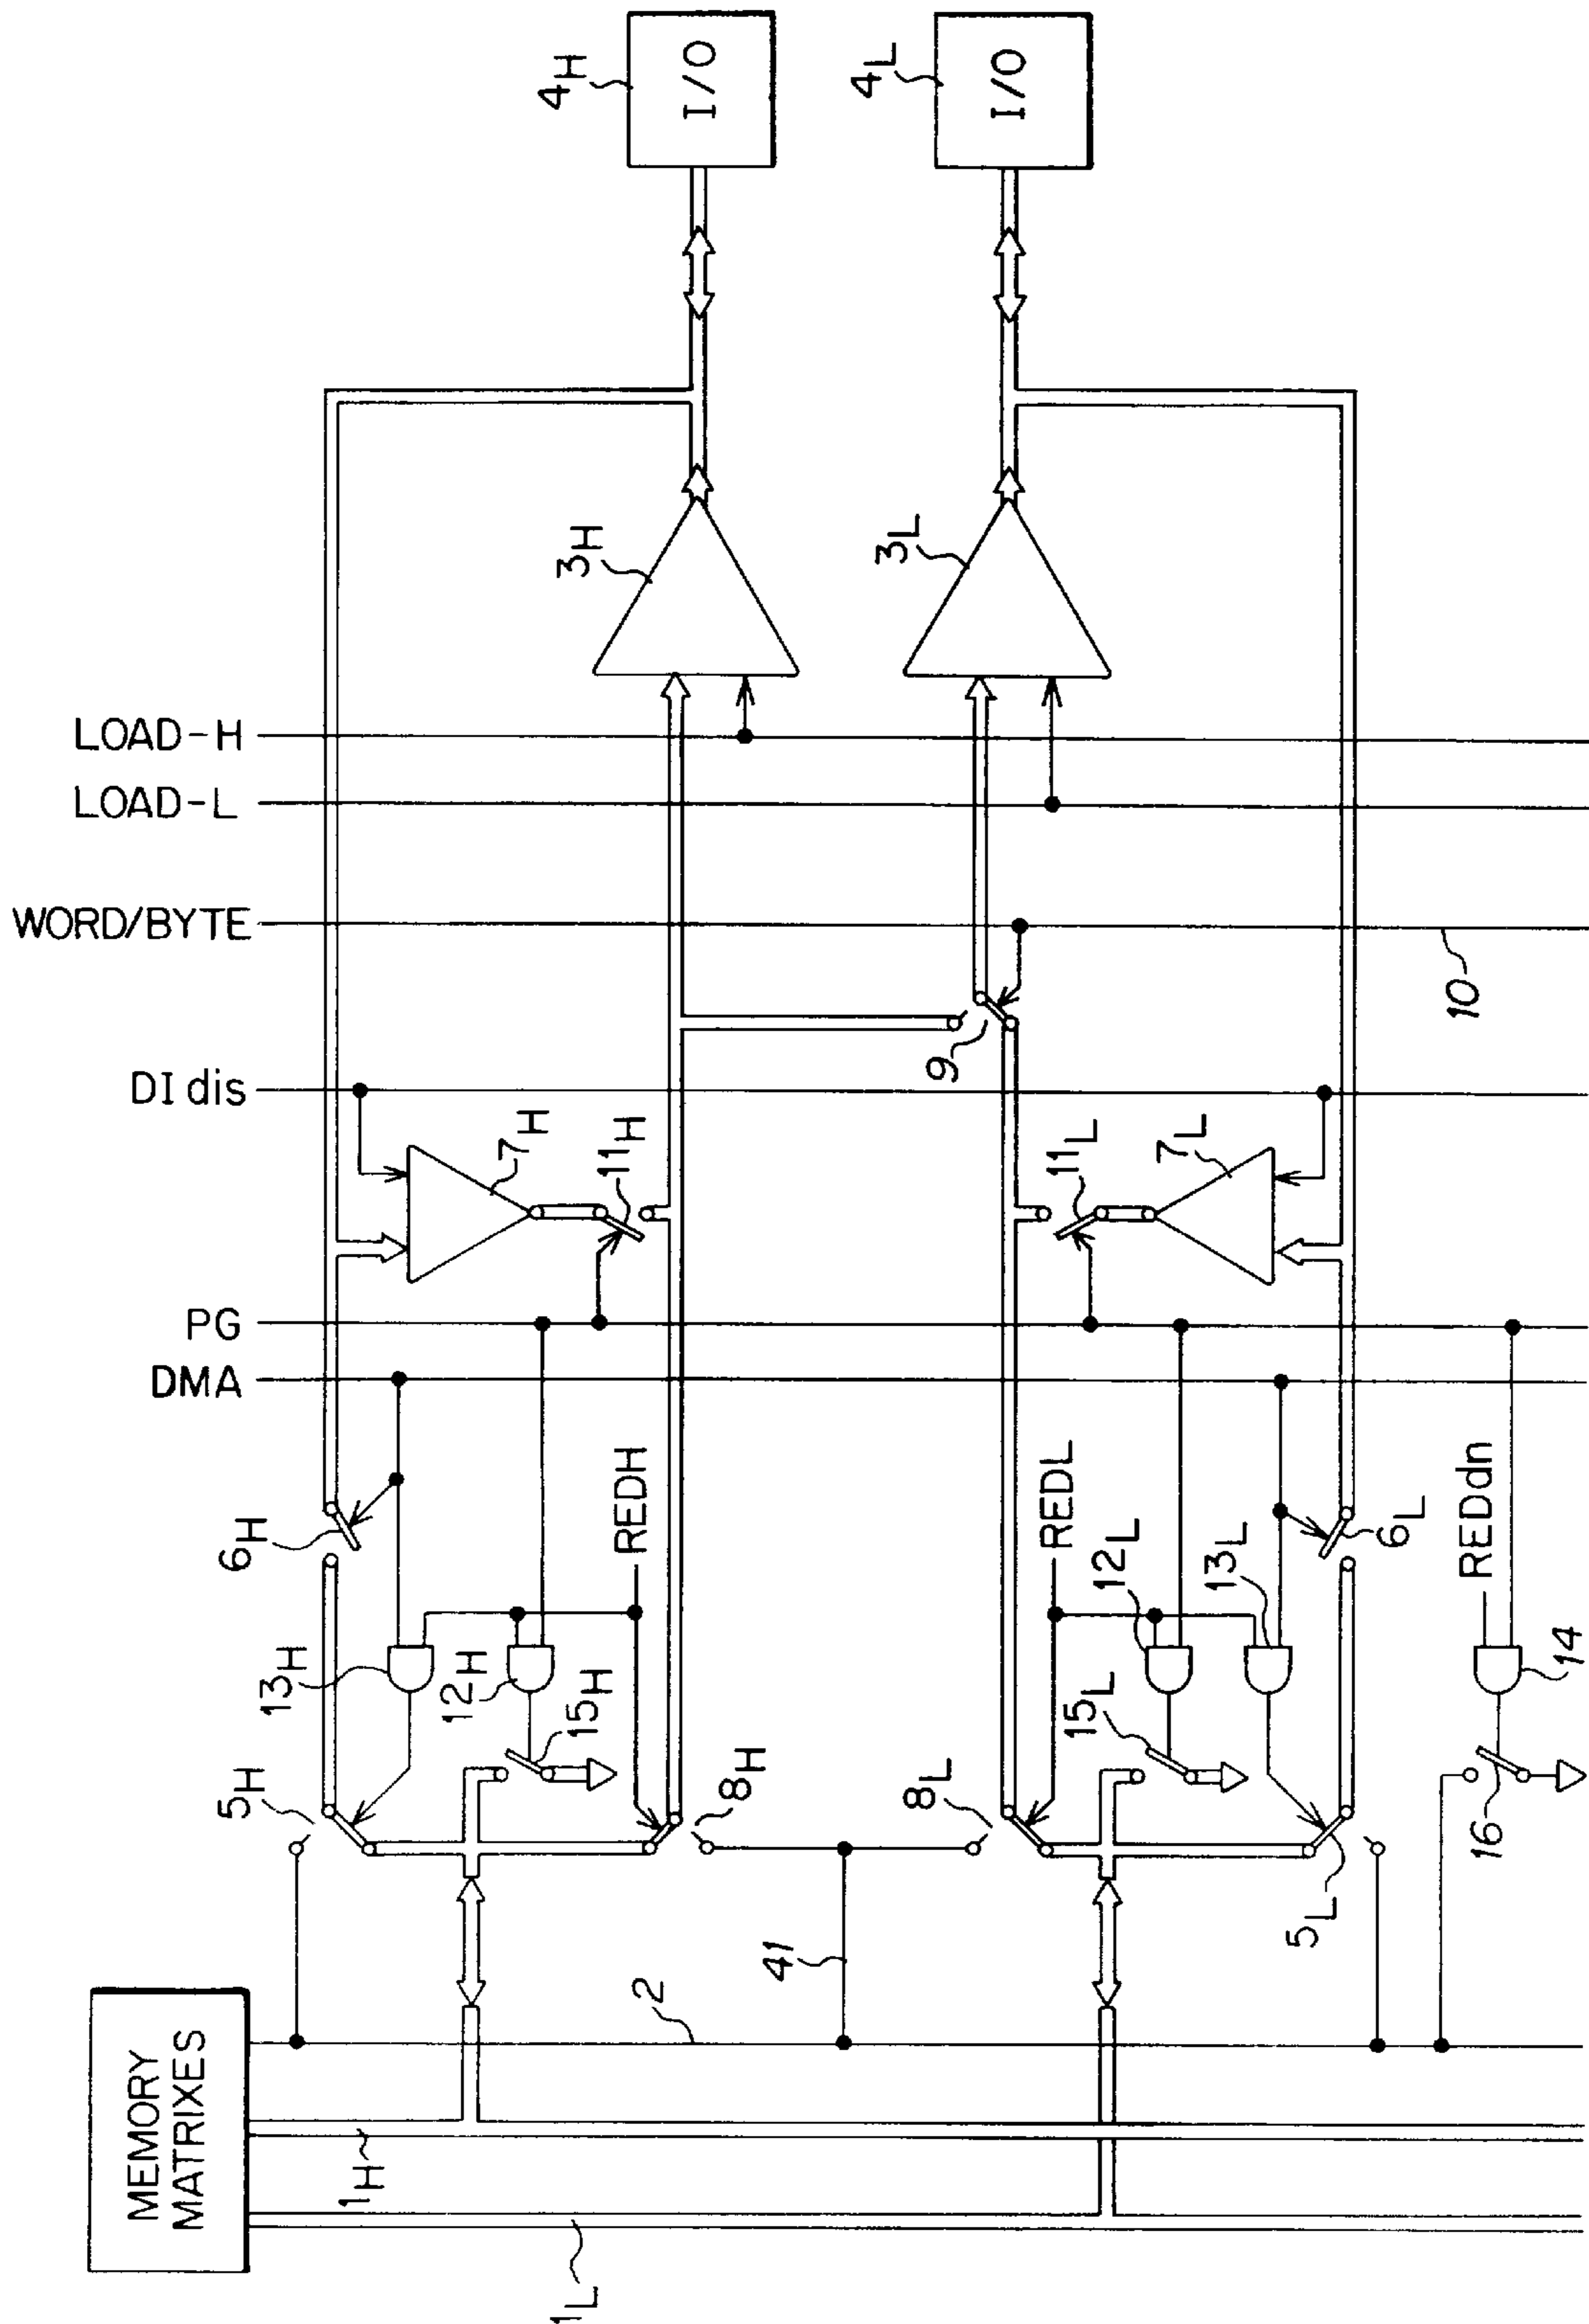 4H
I/O
4L
I/O
3H
3L
LOAD-H
LOAD-L
WORD/BYTE
10
9
DI dis
7H
11H
11L
7L
PG
DMA
6H
REDH
REDL
12L
13L
6L
REDdn
13H
12H
15H
15L
14
5H
8H
8L
16
5L
41
2
MEMORY
MATRIXES
1H
1L